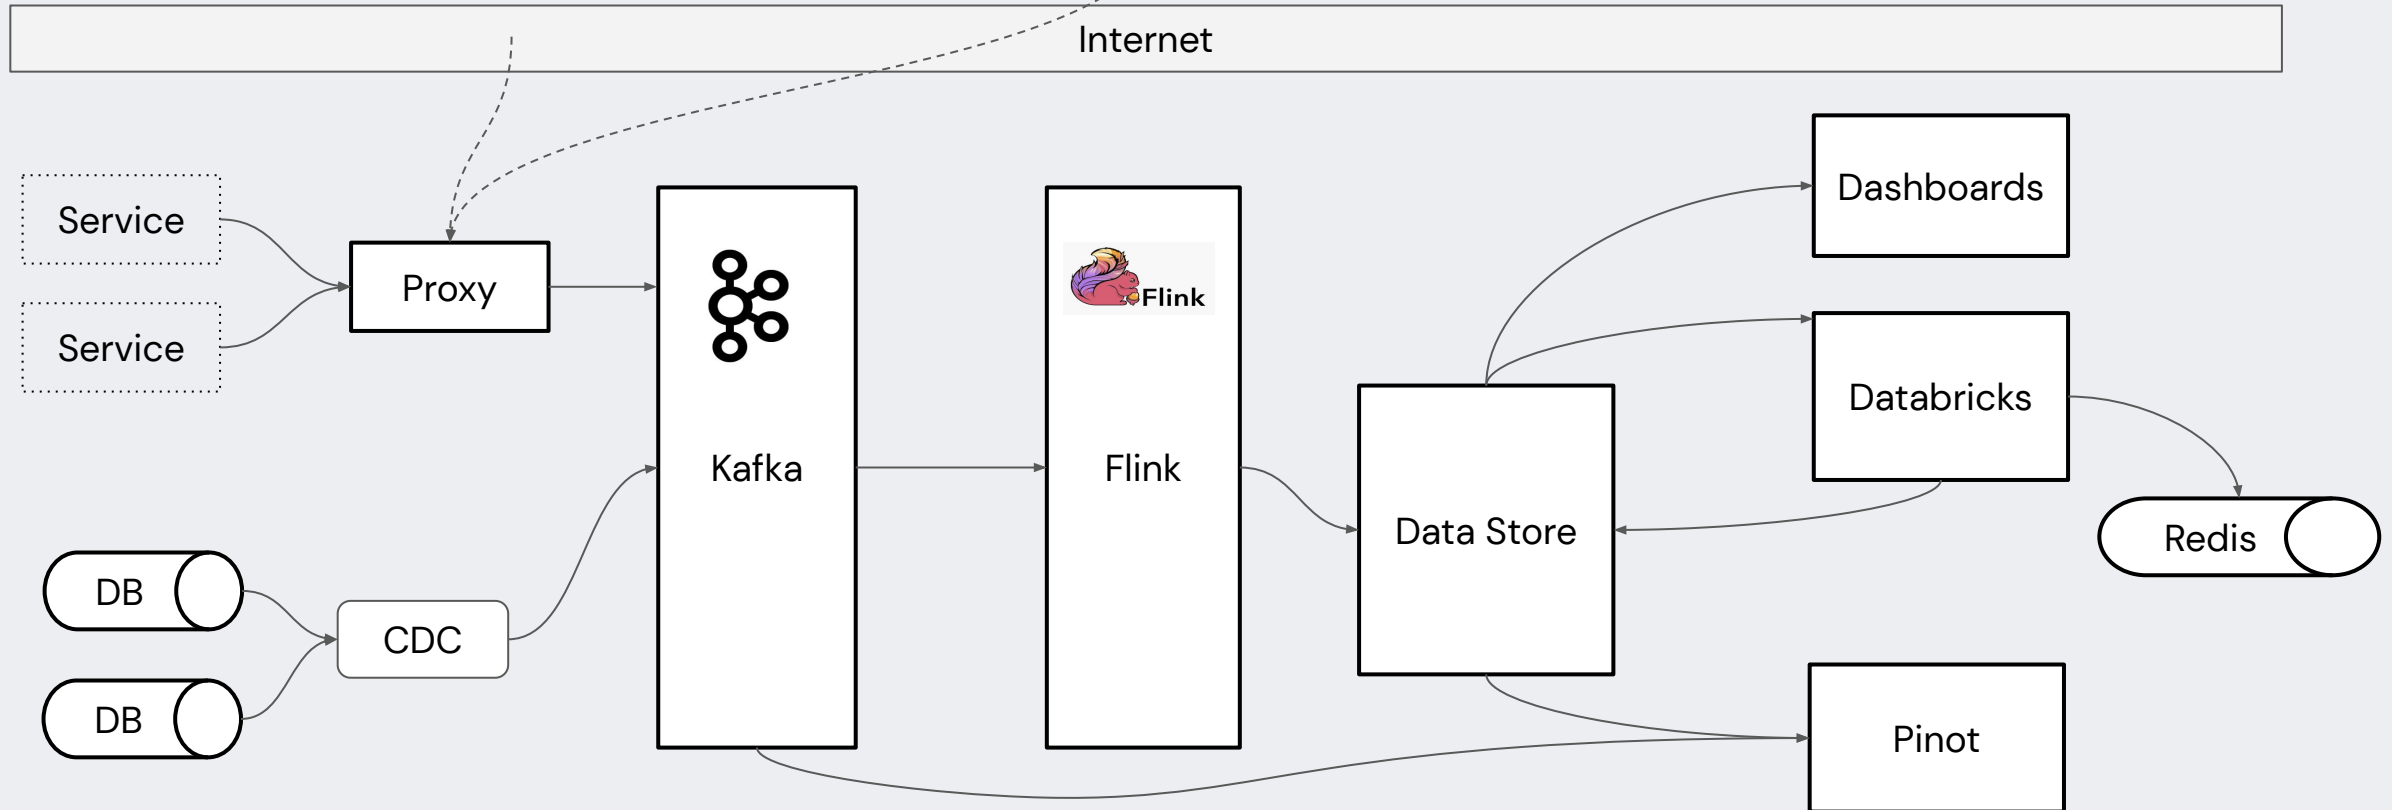 Internet
Service
Service
Proxy
Kafka
Flink
Flink
DB
DB
CDC
Data Store
Dashboards
Databricks
Redis
Pinot